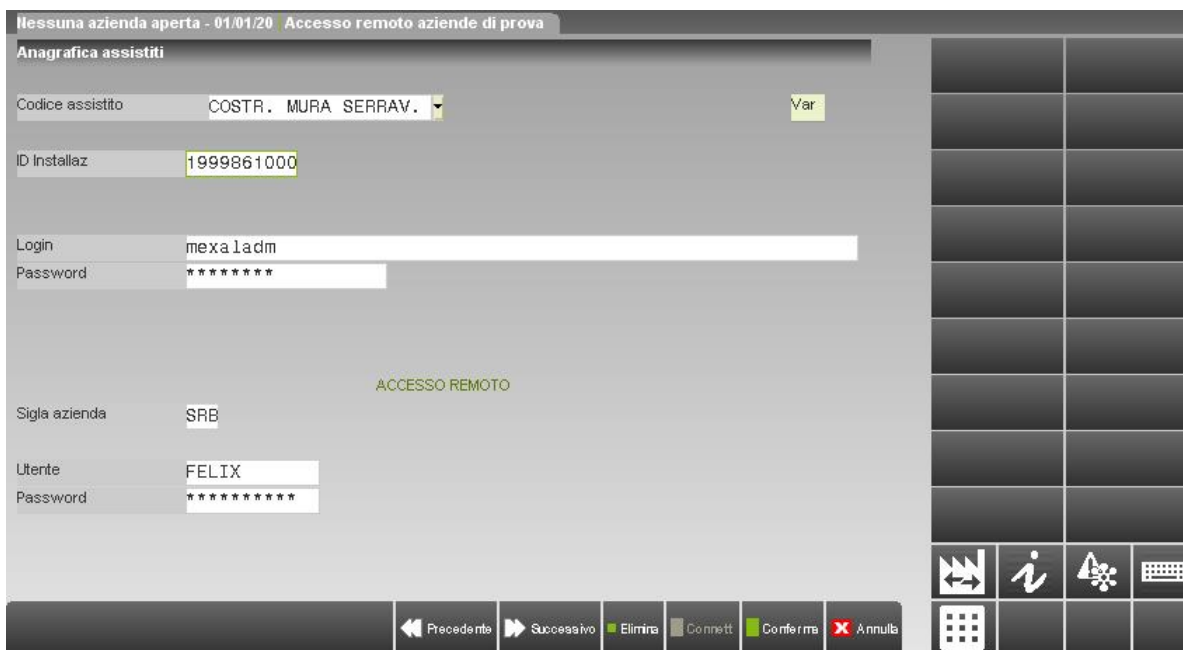 Nessuna azienda aperta - 01/01/20 Accesso remoto aziende di prova
Anagrafica assistiti
Codice assistito COSTR. MURA SERRAV. Var
ID Installaz 1999861000
Login mexaladm
Password ********
ACCESSO REMOTO
Sigla azienda SRB
Utente FELIX
Password **********
Precedente Successivo Elimina Connett Conferma Annulla